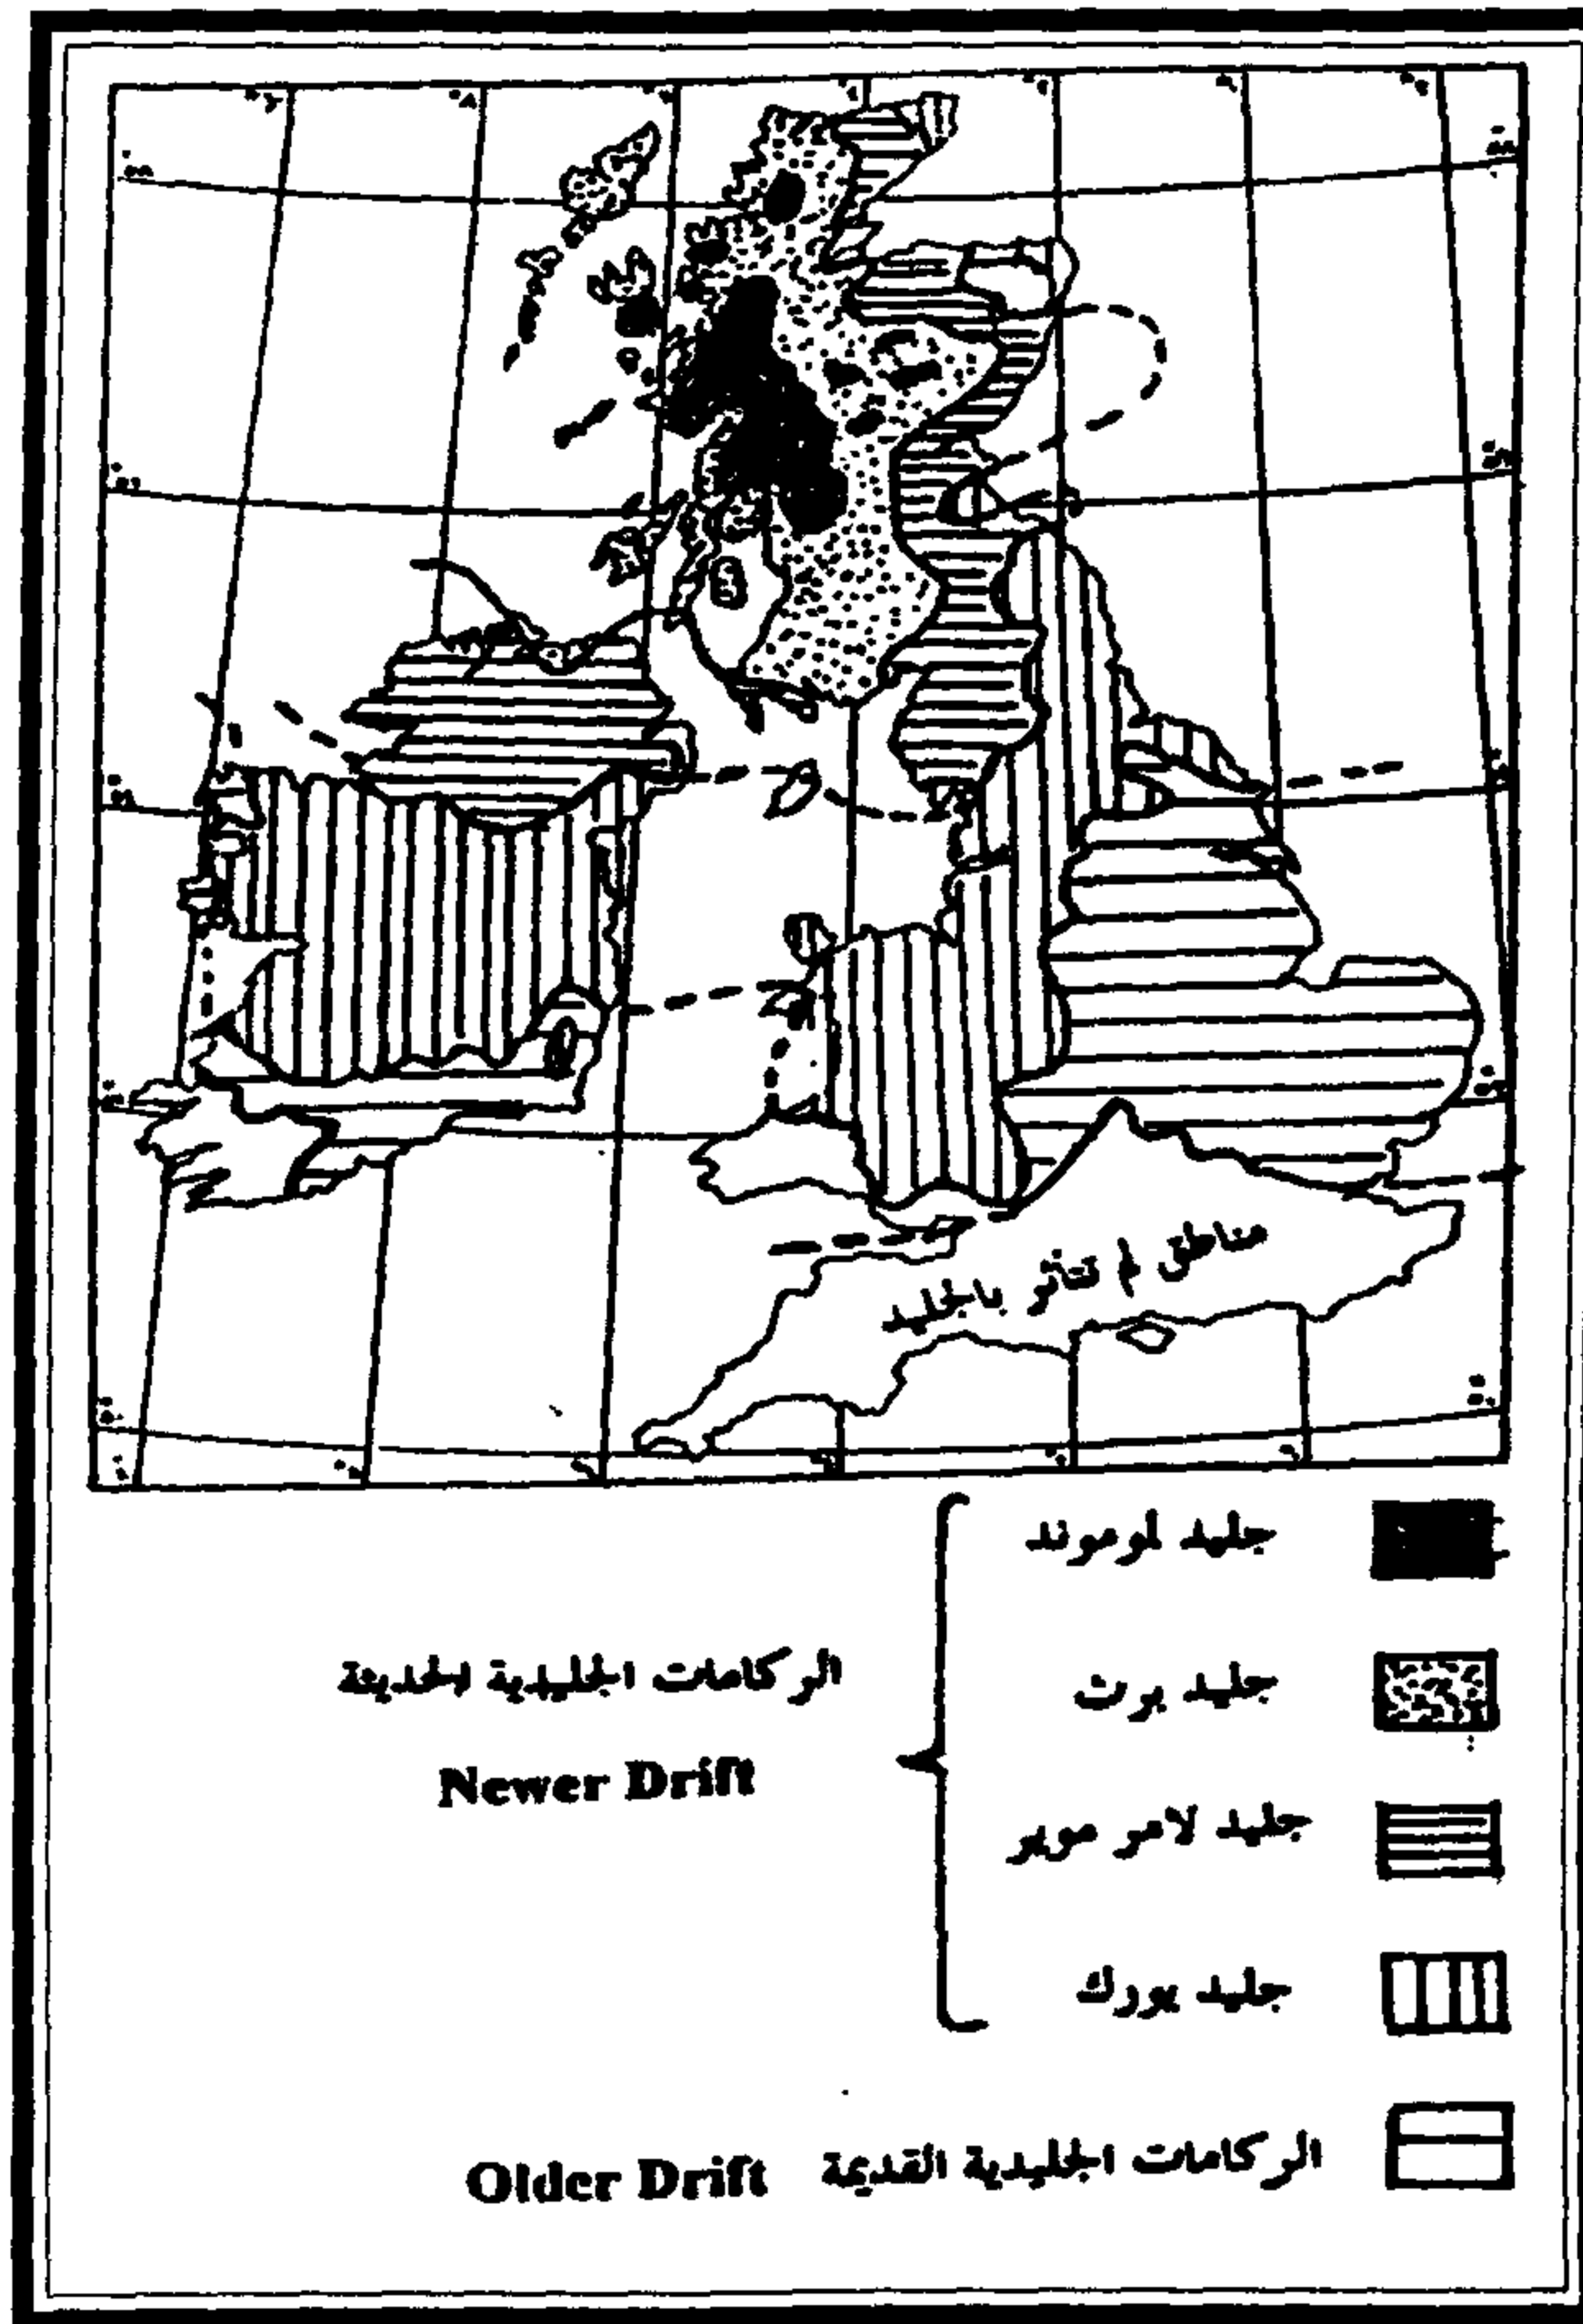 مناطق لم تتأثر بالجليد
جليد لوموند
جليد برث
جليد لامر موير
جليد يورك
الركامات الجليدية الحديثة
Newer Drift
الركامات الجليدية القديمة Older Drift